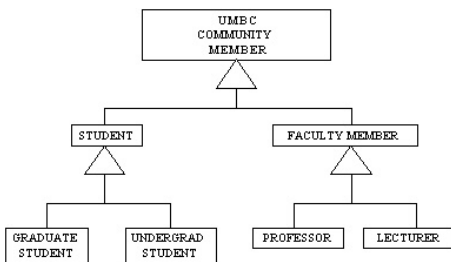 UMBC
COMMUNITY
MEMBER
STUDENT
FACULTY MEMBER
GRADUATE
STUDENT
UNDERGRAD
STUDENT
PROFESSOR
LECTURER